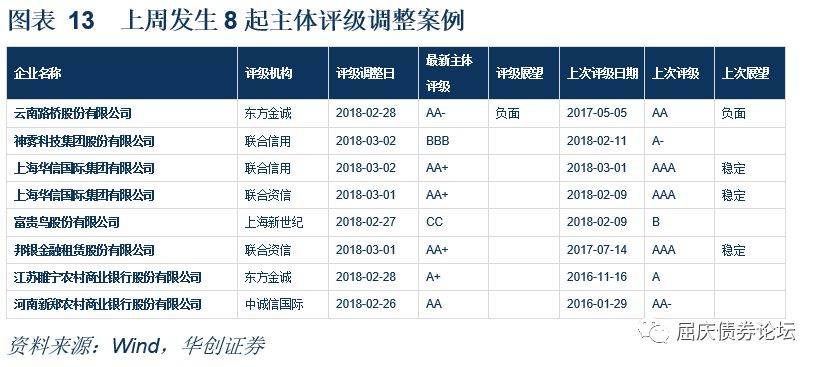 图表 13 上周发生 8 起主体评级调整案例
企业名称 评级机构 评级调整日 最新主体评级 评级展望 上次评级日期 上次评级 上次展望
云南路桥股份有限公司 东方金诚 2018-02-28 AA- 负面 2017-05-05 AA 负面
神雾科技集团股份有限公司 联合信用 2018-03-02 BBB 2018-02-11 A-
上海华信国际集团有限公司 联合信用 2018-03-02 AA+ 2018-03-01 AAA 稳定
上海华信国际集团有限公司 联合资信 2018-03-01 AA+ 2018-02-09 AAA 稳定
富贵鸟股份有限公司 上海新世纪 2018-02-27 CC 2018-02-09 B
邦银金融租赁股份有限公司 联合资信 2018-03-01 AA+ 2017-07-14 AAA 稳定
江苏睢宁农村商业银行股份有限公司 东方金诚 2018-02-28 A+ 2016-11-16 A
河南新郑农村商业银行股份有限公司 中诚信国际 2018-02-26 AA 2016-01-29 AA-
屈庆债券论坛
资料来源：Wind，华创证券